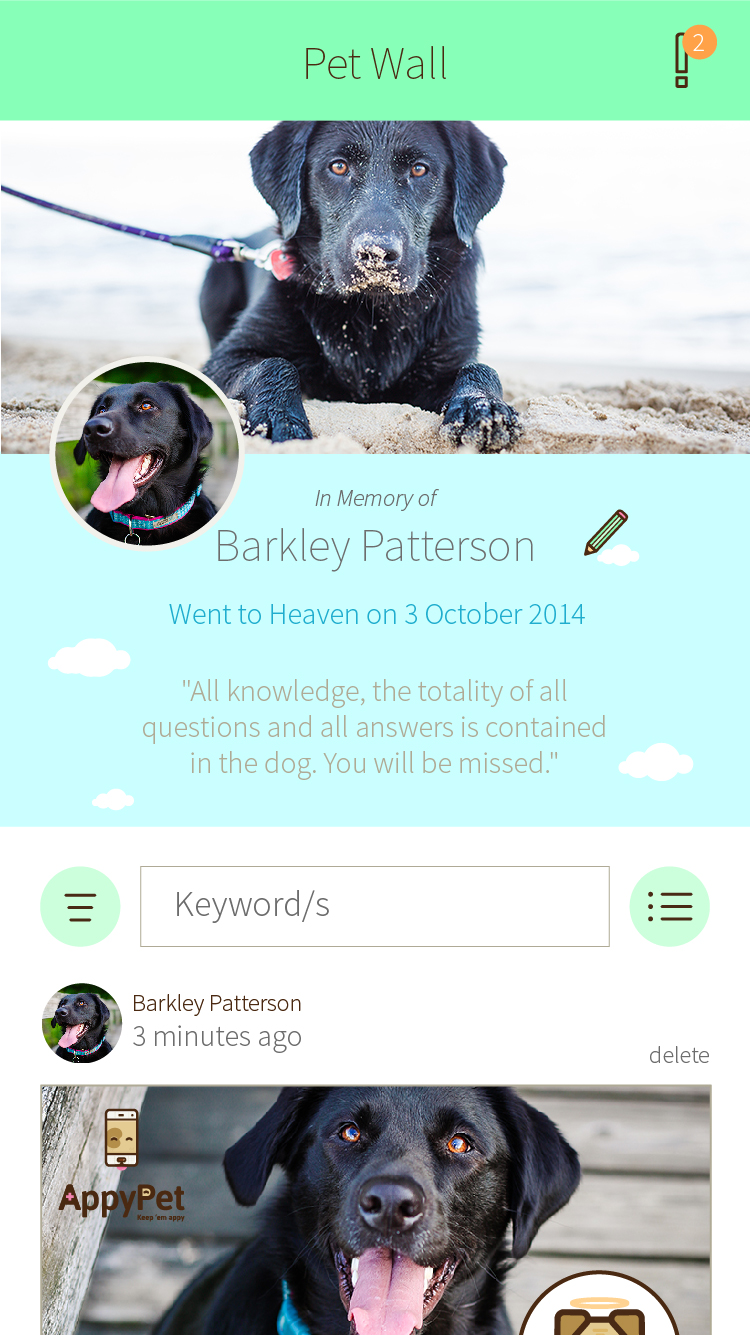 Pet Wall
2
In Memory of
Barkley Patterson
Went to Heaven on 3 October 2014
"All knowledge, the totality of all
questions and all answers is contained
in the dog. You will be missed."
Keyword/s
Barkley Patterson
3 minutes ago
delete
AppyPet
Keep 'em appy